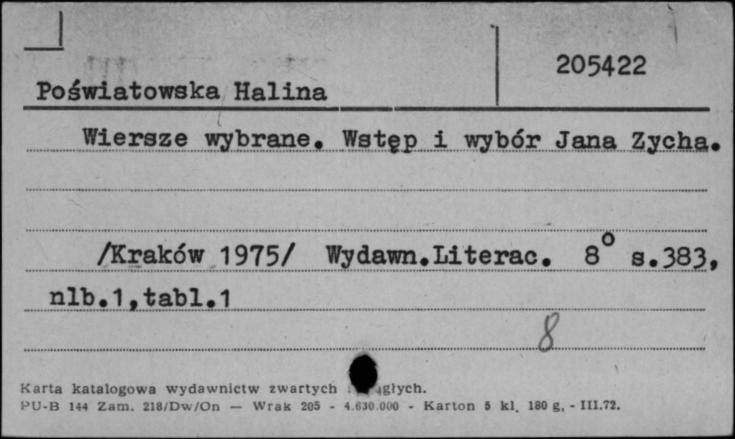 205422
Poświatowska Halina
Wiersze wybrane. Wstęp i wybór Jana Zycha.
/Kraków 1975/ Wydawn.Literac. 8° s.383,
nlb.1,tabl.1
8
Karta katalogowa wydawnictw zwartych
PU-B 144 Zam. 218/Dw/On — Wrak 205 - 4.630.000 - Karton 5 kl. 180 g. - III.72.